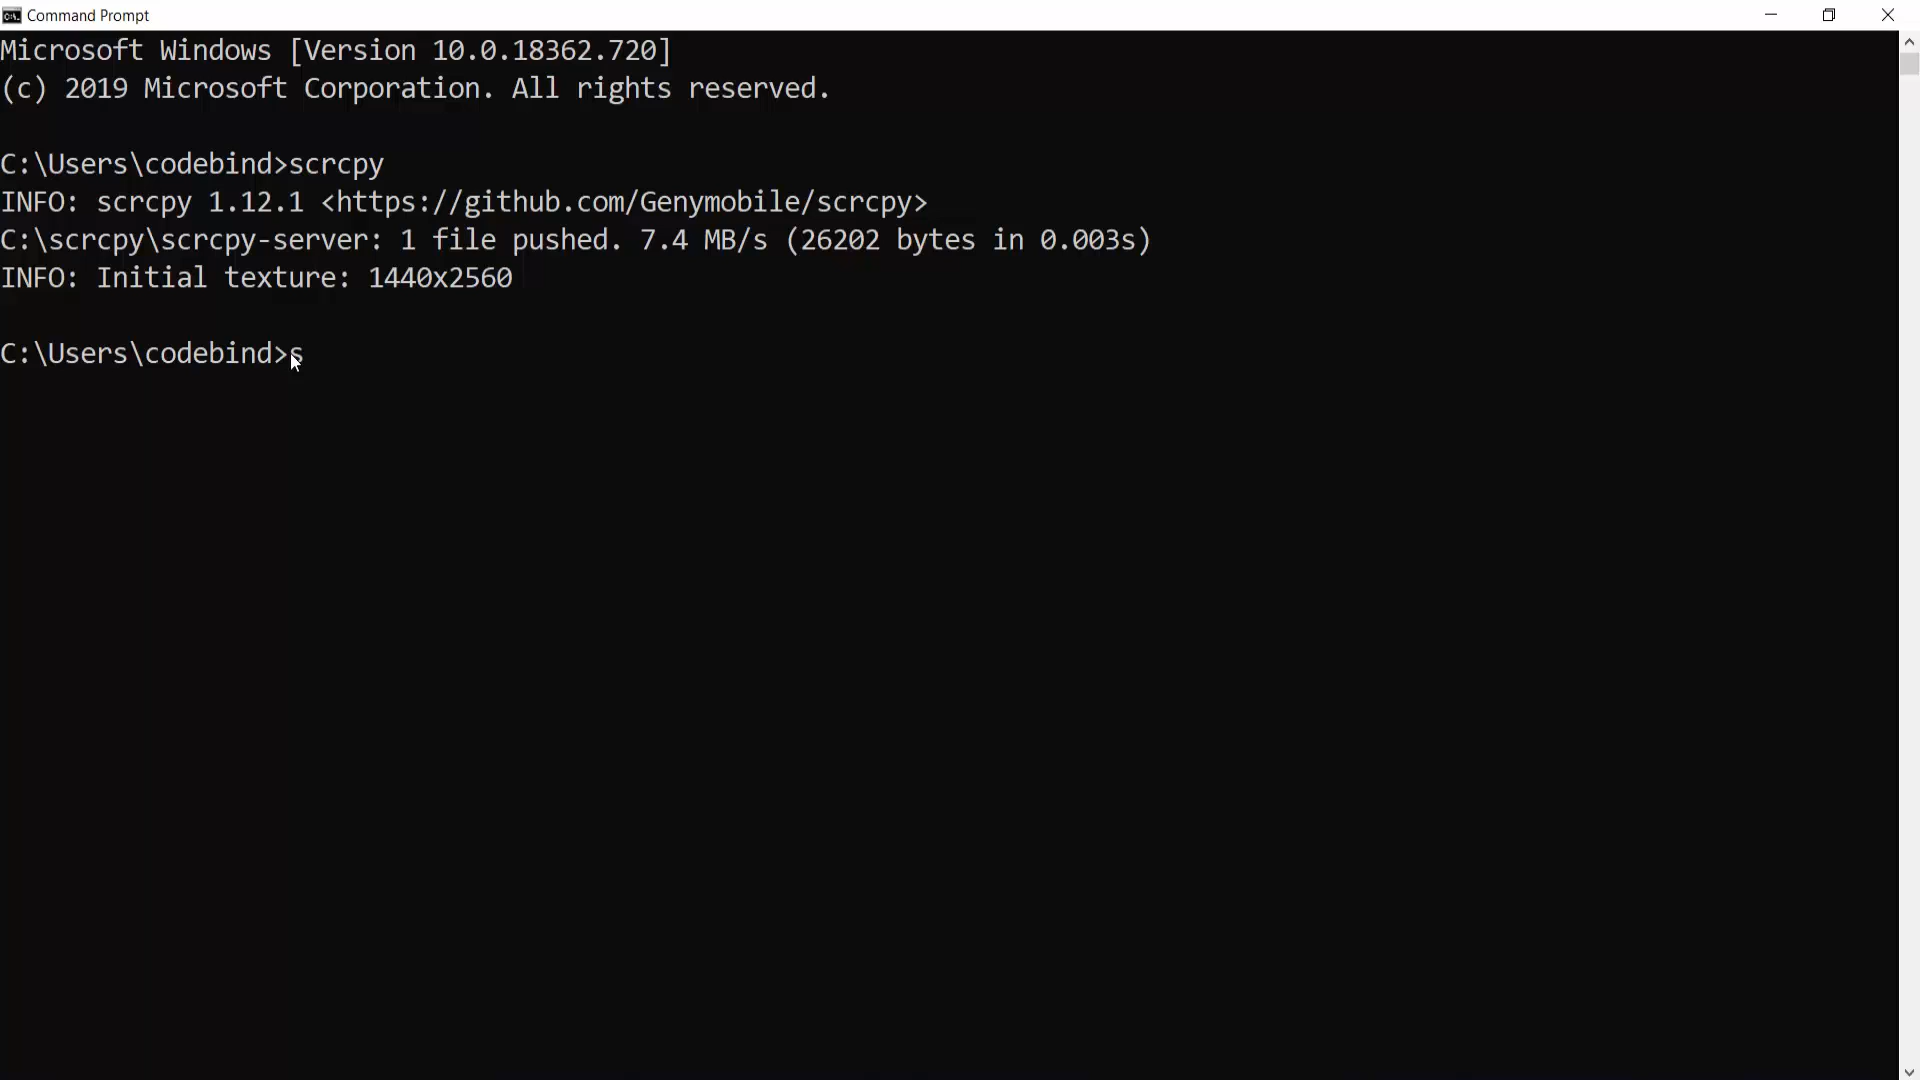 Command Prompt
Microsoft Windows [Version 10.0.18362.720]
(c) 2019 Microsoft Corporation. All rights reserved.
C:\Users\codebind>scrcpy
INFO: scrcpy 1.12.1 <https://github.com/Genymobile/scrcpy>
C:\scrcpy\scrcpy-server: 1 file pushed. 7.4 MB/s (26202 bytes in 0.003s)
INFO: Initial texture: 1440x2560
C:\Users\codebind>s